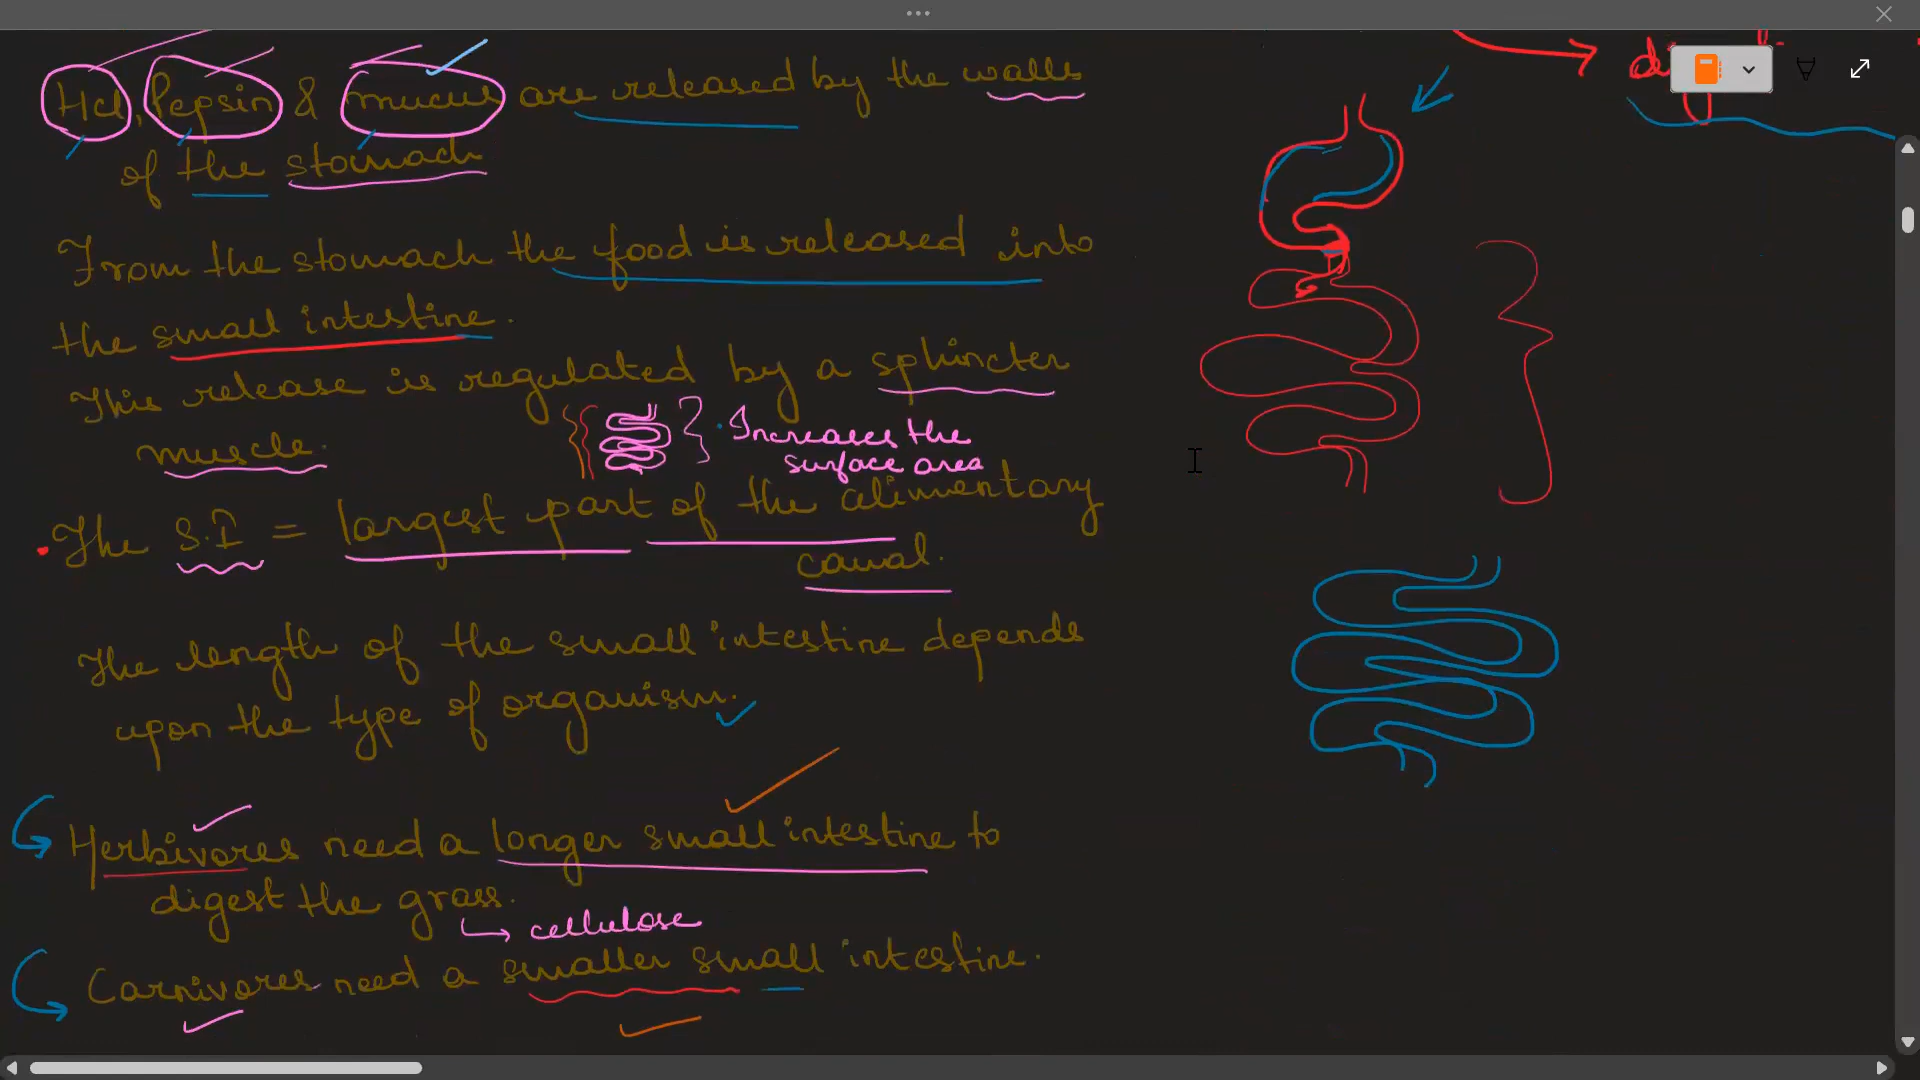 Hcl, Pepsin & mucus are released by the walls
of the stomach
From the stomach the food is released into
the small intestine.
This release is regulated by a sphincter
muscle.
Increases the
surface area
The S.I = largest part of the alimentary
canal.
The length of the small intestine depends
upon the type of organism.
Herbivores need a longer small intestine to
digest the grass.
cellulose
Carnivores need a smaller small intestine.